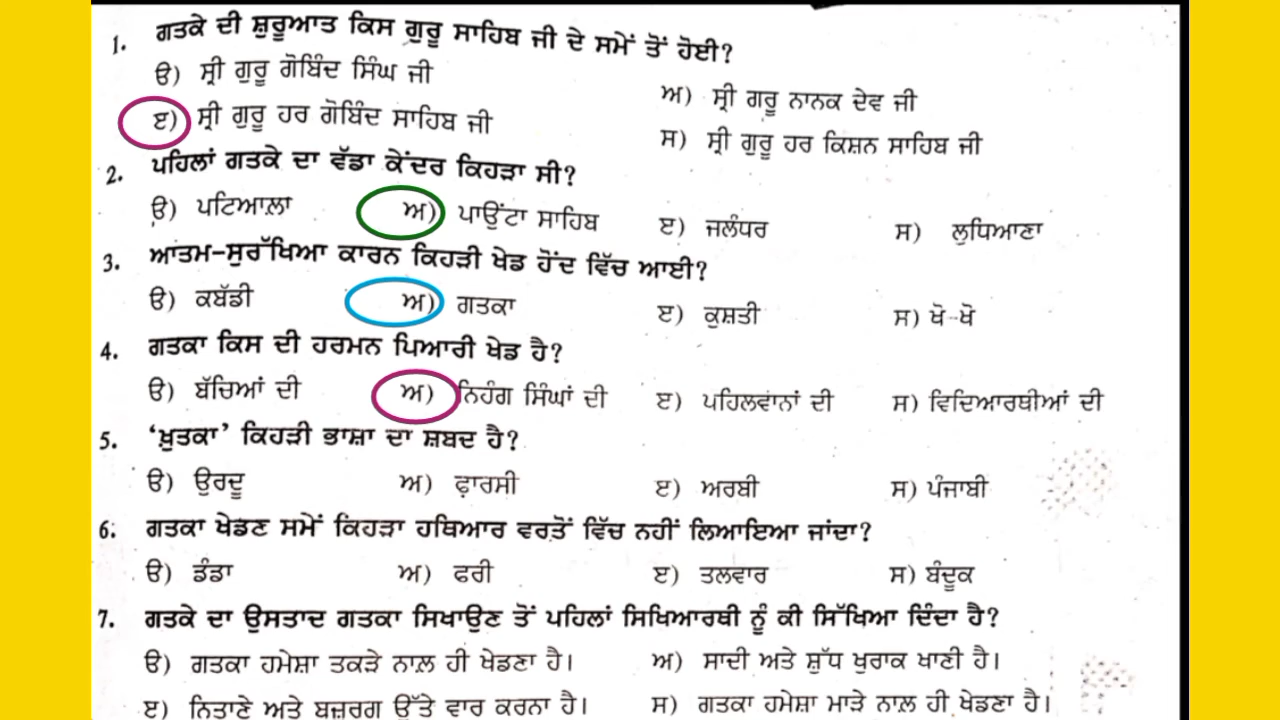 1. ਗਤਕੇ ਦੀ ਸ਼ੁਰੂਆਤ ਕਿਸ ਗੁਰੂ ਸਾਹਿਬ ਜੀ ਦੇ ਸਮੇਂ ਤੋਂ ਹੋਈ?
ੳ) ਸ੍ਰੀ ਗੁਰੂ ਗੋਬਿੰਦ ਸਿੰਘ ਜੀ ਅ) ਸ੍ਰੀ ਗਰੂ ਨਾਨਕ ਦੇਵ ਜੀ
ੲ) ਸ੍ਰੀ ਗੁਰੂ ਹਰ ਗੋਬਿੰਦ ਸਾਹਿਬ ਜੀ ਸ) ਸ੍ਰੀ ਗੁਰੂ ਹਰ ਕਿਸ਼ਨ ਸਾਹਿਬ ਜੀ
2. ਪਹਿਲਾਂ ਗਤਕੇ ਦਾ ਵੱਡਾ ਕੇਂਦਰ ਕਿਹੜਾ ਸੀ?
ੳ) ਪਟਿਆਲ਼ਾ ਅ) ਪਾਉਂਟਾ ਸਾਹਿਬ ੲ) ਜਲੰਧਰ ਸ) ਲੁਧਿਆਣਾ
3. ਆਤਮ-ਸੁਰੱਖਿਆ ਕਾਰਨ ਕਿਹੜੀ ਖੇਡ ਹੋਂਦ ਵਿੱਚ ਆਈ?
ੳ) ਕਬੱਡੀ ਅ) ਗਤਕਾ ੲ) ਕੁਸ਼ਤੀ ਸ) ਖੋ-ਖੋ
4. ਗਤਕਾ ਕਿਸ ਦੀ ਹਰਮਨ ਪਿਆਰੀ ਖੇਡ ਹੈ?
ੳ) ਬੱਚਿਆਂ ਦੀ ਅ) ਨਿਹੰਗ ਸਿੰਘਾਂ ਦੀ ੲ) ਪਹਿਲਵਾਨਾਂ ਦੀ ਸ) ਵਿਦਿਆਰਥੀਆਂ ਦੀ
5. ‘ਖ਼ੁਤਕਾ’ ਕਿਹੜੀ ਭਾਸ਼ਾ ਦਾ ਸ਼ਬਦ ਹੈ?
ੳ) ਉਰਦੂ ਅ) ਫ਼ਾਰਸੀ ੲ) ਅਰਬੀ ਸ) ਪੰਜਾਬੀ
6. ਗਤਕਾ ਖੇਡਣ ਸਮੇਂ ਕਿਹੜਾ ਹਥਿਆਰ ਵਰਤੋਂ ਵਿੱਚ ਨਹੀਂ ਲਿਆਇਆ ਜਾਂਦਾ?
ੳ) ਡੰਡਾ ਅ) ਫਰੀ ੲ) ਤਲਵਾਰ ਸ) ਬੰਦੂਕ
7. ਗਤਕੇ ਦਾ ਉਸਤਾਦ ਗਤਕਾ ਸਿਖਾਉਣ ਤੋਂ ਪਹਿਲਾਂ ਸਿਖਿਆਰਥੀ ਨੂੰ ਕੀ ਸਿੱਖਿਆ ਦਿੰਦਾ ਹੈ?
ੳ) ਗਤਕਾ ਹਮੇਸ਼ਾ ਤਕੜੇ ਨਾਲ਼ ਹੀ ਖੇਡਣਾ ਹੈ। ਅ) ਸਾਦੀ ਅਤੇ ਸ਼ੁੱਧ ਖੁਰਾਕ ਖਾਣੀ ਹੈ।
ੲ) ਨਿਤਾਣੇ ਅਤੇ ਬਜ਼ੁਰਗ ਉੱਤੇ ਵਾਰ ਕਰਨਾ ਹੈ। ਸ) ਗਤਕਾ ਹਮੇਸ਼ਾ ਮਾੜੇ ਨਾਲ਼ ਹੀ ਖੇਡਣਾ ਹੈ।